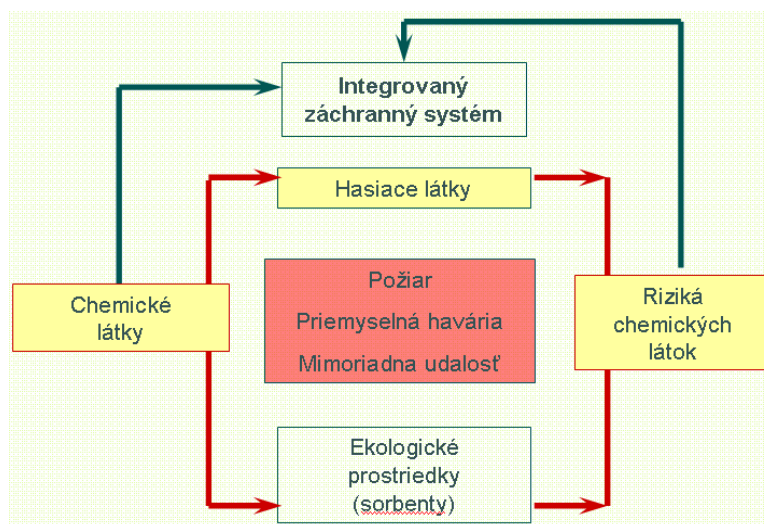 Integrovaný
záchranný systém
Hasiace látky
Chemické
látky
Požiar
Priemyselná havária
Mimoriadna udalosť
Riziká
chemických
látok
Ekologické
prostriedky
(sorbenty)